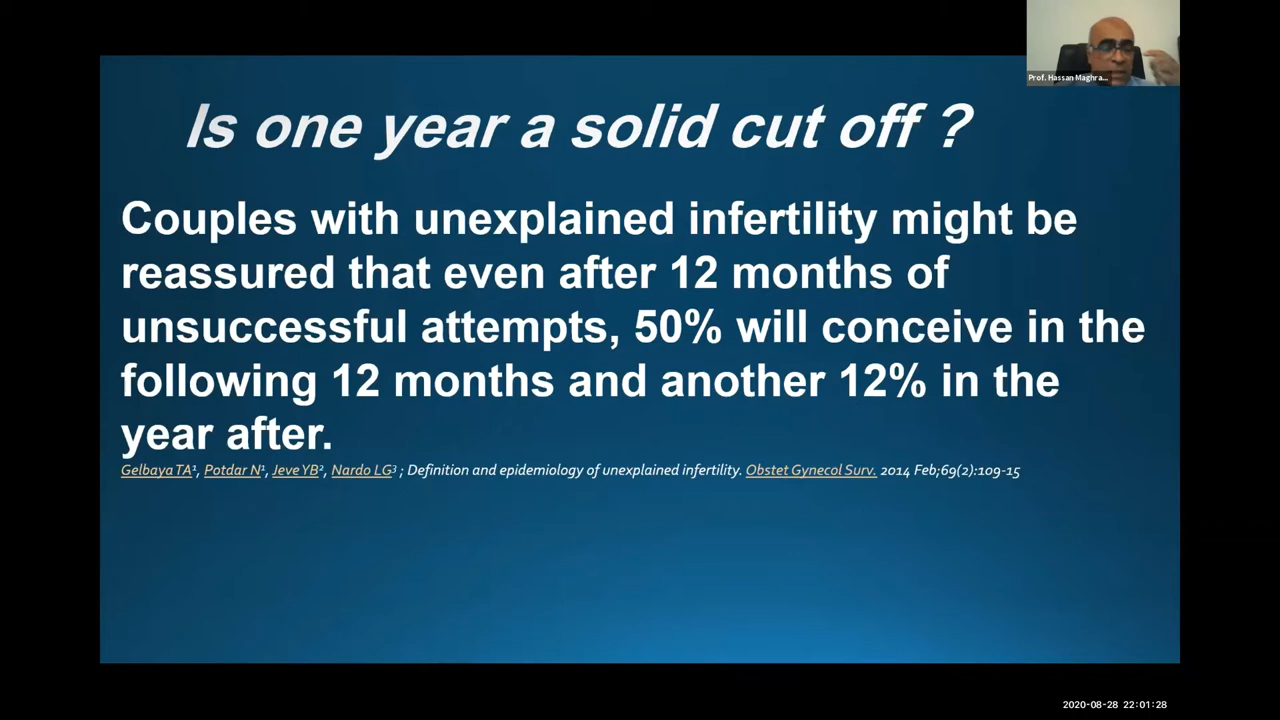 Prof. Hassan Maghra...
Is one year a solid cut off ?
Couples with unexplained infertility might be
reassured that even after 12 months of
unsuccessful attempts, 50% will conceive in the
following 12 months and another 12% in the
year after.
Gelbaya TA¹, Potdar N¹, Jeve YB², Nardo LG³ ; Definition and epidemiology of unexplained infertility. Obstet Gynecol Surv. 2014 Feb;69(2):109-15
2020-08-28 22:01:28